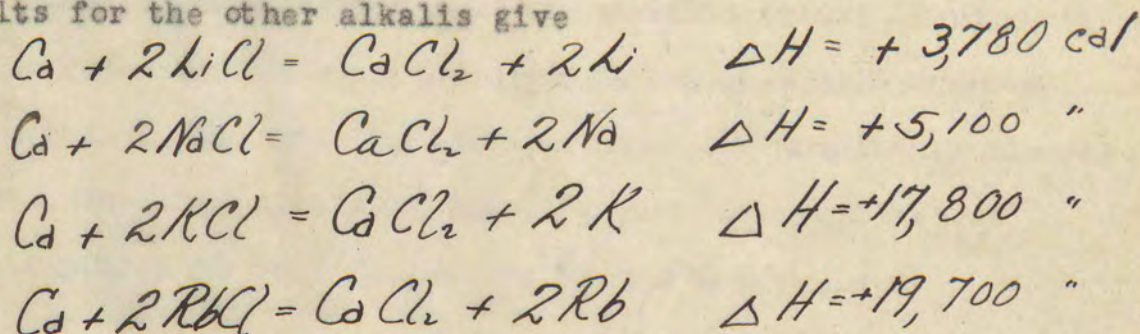 lts for the other alkalis give
Ca + 2LiCl = CaCl₂ + 2Li ΔH = + 3,780 cal
Ca + 2NaCl = CaCl₂ + 2Na ΔH = + 5,100 "
Ca + 2KCl = CaCl₂ + 2K ΔH = +17,800 "
Ca + 2RbCl = CaCl₂ + 2Rb ΔH = +19,700 "